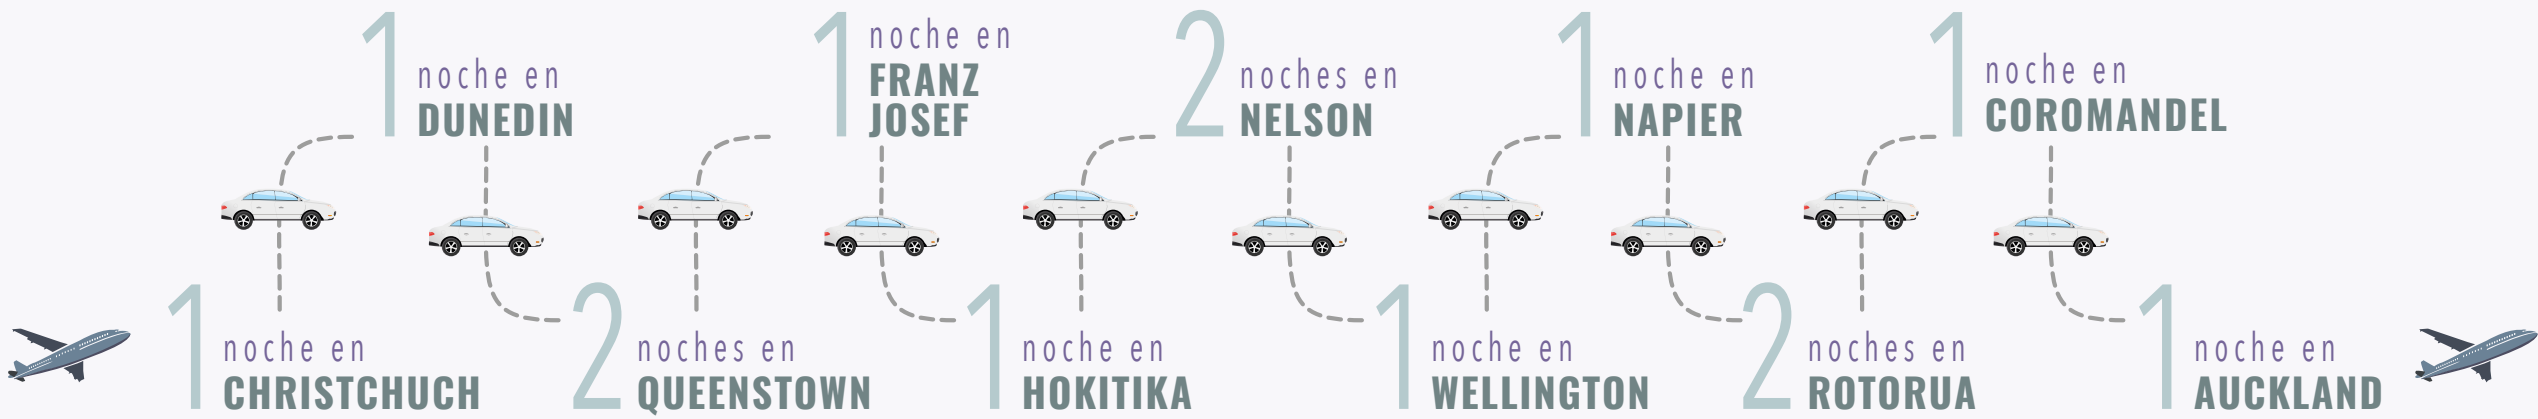 1
noche en
CHRISTCHUCH
1
noche en
DUNEDIN
2
noches en
QUEENSTOWN
1
noche en
FRANZ
JOSEF
1
noche en
HOKITIKA
2
noches en
NELSON
1
noche en
WELLINGTON
1
noche en
NAPIER
2
noches en
ROTORUA
1
noche en
COROMANDEL
1
noche en
AUCKLAND